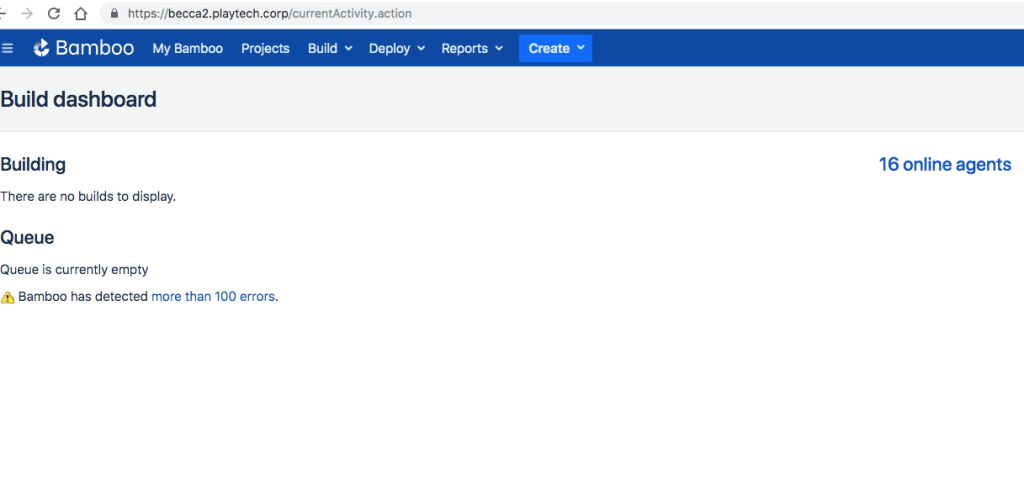 https://becca2.playtech.corp/currentActivity.action
Bamboo My Bamboo Projects Build Deploy Reports Create
Build dashboard
Building 16 online agents
There are no builds to display.
Queue
Queue is currently empty
Bamboo has detected more than 100 errors.